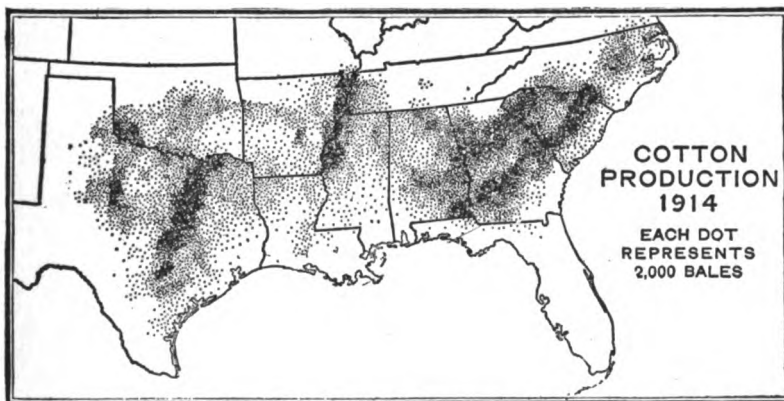 COTTON
PRODUCTION
1914
EACH DOT
REPRESENTS
2,000 BALES